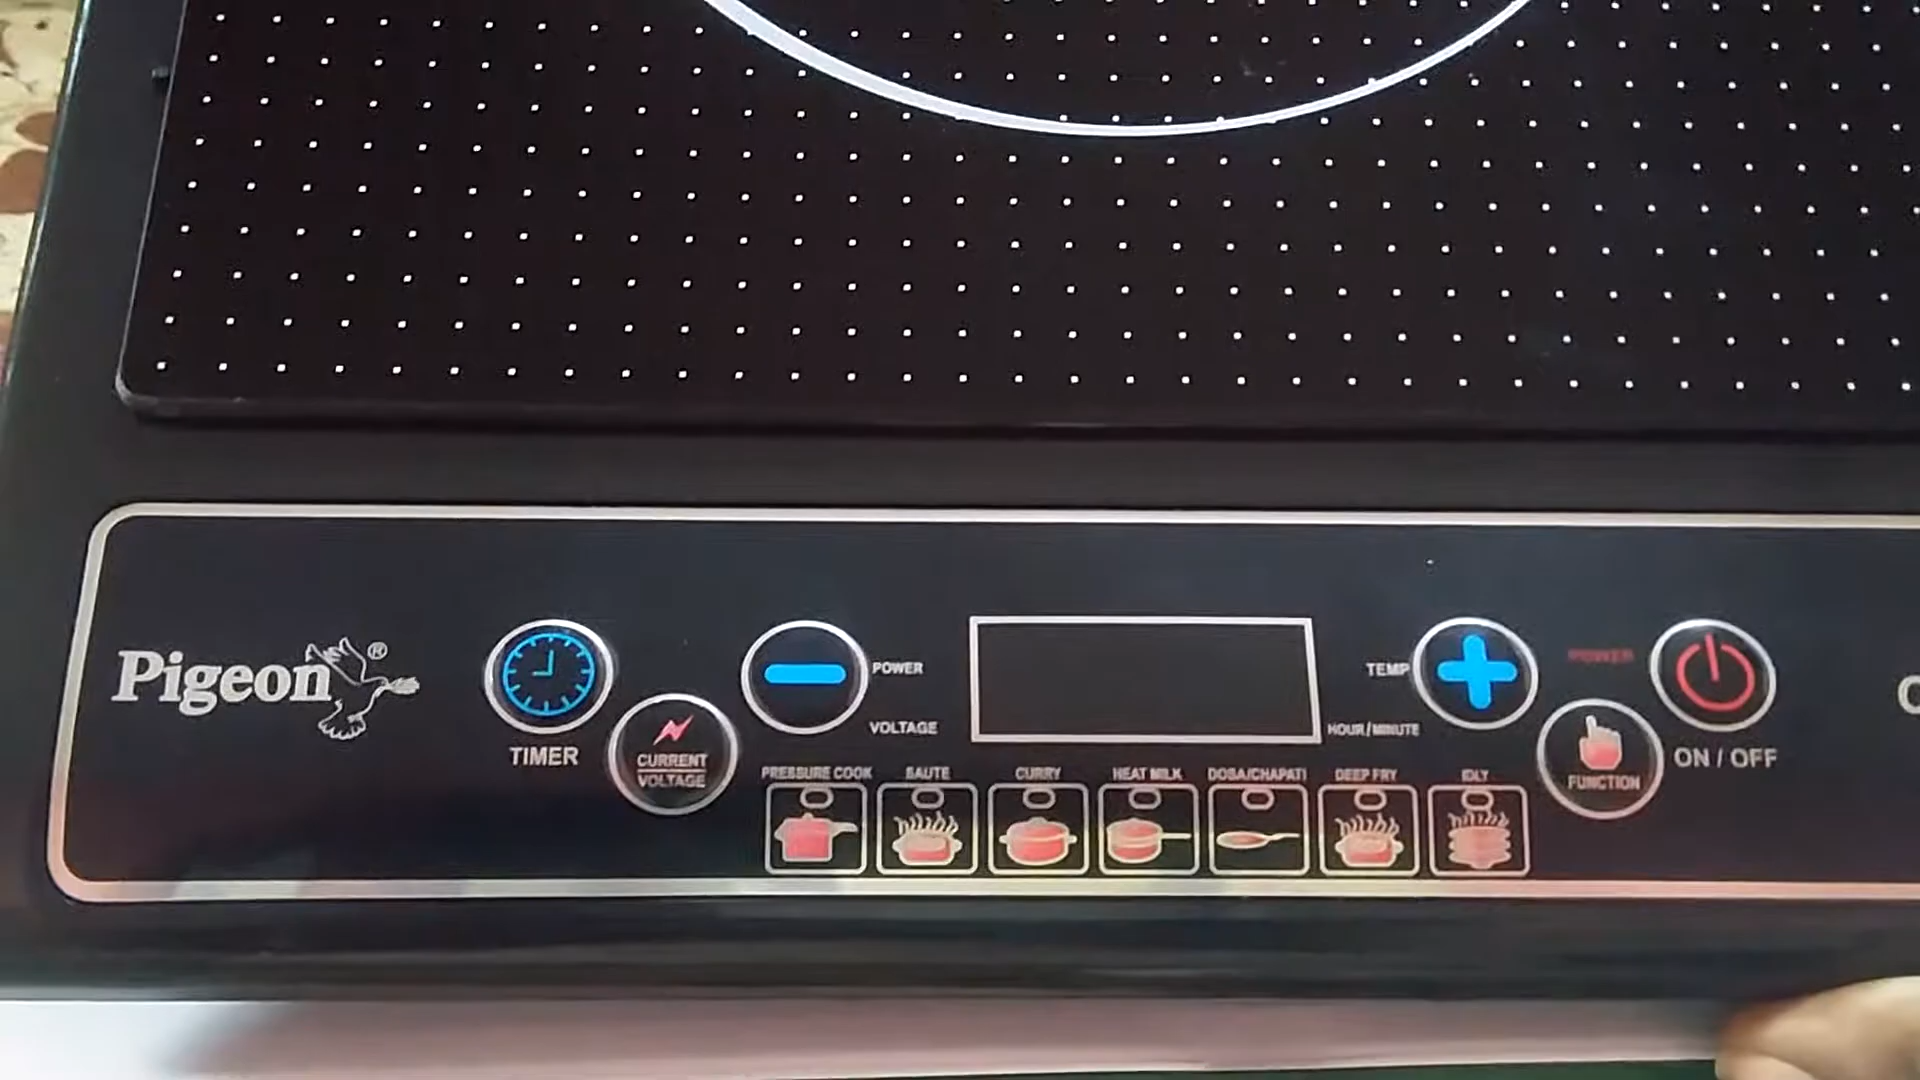 Pigeon®
TIMER
CURRENT
VOLTAGE
POWER
VOLTAGE
TEMP
HOUR/MINUTE
POWER
FUNCTION
ON / OFF
PRESSURE COOK
SAUTE
CURRY
HEAT MILK
DOSA/CHAPATI
DEEP FRY
IDLY